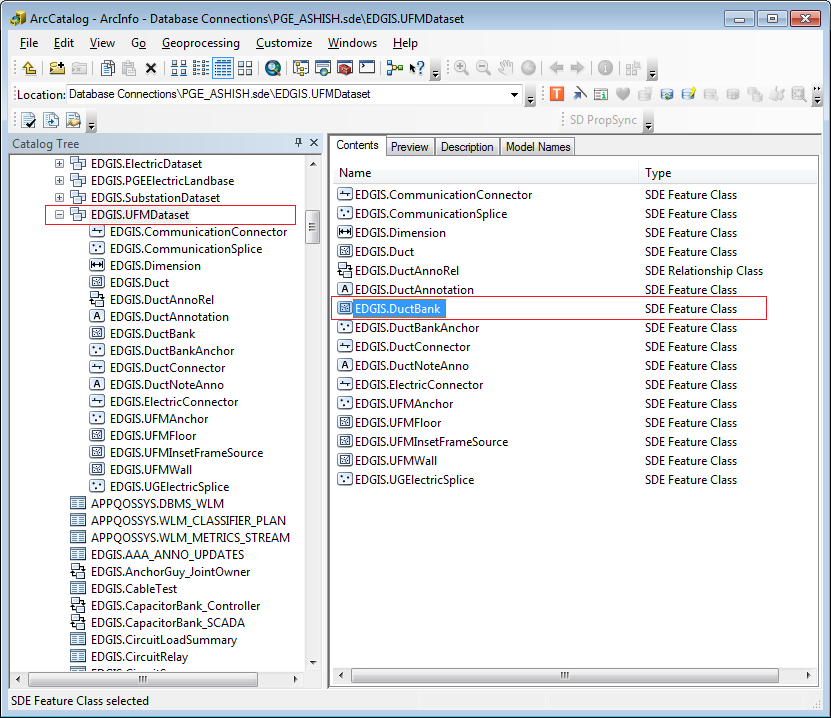 ArcCatalog - ArcInfo - Database Connections\PGE_ASHISH.sde\EDGIS.UFMDataset
File Edit View Go Geoprocessing Customize Windows Help
Location: Database Connections\PGE_ASHISH.sde\EDGIS.UFMDataset
SD PropSync
Catalog Tree
EDGIS.ElectricDataset
EDGIS.PGEElectricLandbase
EDGIS.SubstationDataset
EDGIS.UFMDataset
EDGIS.CommunicationConnector
EDGIS.CommunicationSplice
EDGIS.Dimension
EDGIS.Duct
EDGIS.DuctAnnoRel
EDGIS.DuctAnnotation
EDGIS.DuctBank
EDGIS.DuctBankAnchor
EDGIS.DuctConnector
EDGIS.DuctNoteAnno
EDGIS.ElectricConnector
EDGIS.UFMAnchor
EDGIS.UFMFloor
EDGIS.UFMInsetFrameSource
EDGIS.UFMWall
EDGIS.UGElectricSplice
APPQOSSYS.DBMS_WLM
APPQOSSYS.WLM_CLASSIFIER_PLAN
APPQOSSYS.WLM_METRICS_STREAM
EDGIS.AAA_ANNO_UPDATES
EDGIS.AnchorGuy_JointOwner
EDGIS.CableTest
EDGIS.CapacitorBank_Controller
EDGIS.CapacitorBank_SCADA
EDGIS.CircuitLoadSummary
EDGIS.CircuitRelay
Contents Preview Description Model Names
Name Type
EDGIS.CommunicationConnector SDE Feature Class
EDGIS.CommunicationSplice SDE Feature Class
EDGIS.Dimension SDE Feature Class
EDGIS.Duct SDE Feature Class
EDGIS.DuctAnnoRel SDE Relationship Class
EDGIS.DuctAnnotation SDE Feature Class
EDGIS.DuctBank SDE Feature Class
EDGIS.DuctBankAnchor SDE Feature Class
EDGIS.DuctConnector SDE Feature Class
EDGIS.DuctNoteAnno SDE Feature Class
EDGIS.ElectricConnector SDE Feature Class
EDGIS.UFMAnchor SDE Feature Class
EDGIS.UFMFloor SDE Feature Class
EDGIS.UFMInsetFrameSource SDE Feature Class
EDGIS.UFMWall SDE Feature Class
EDGIS.UGElectricSplice SDE Feature Class
SDE Feature Class selected